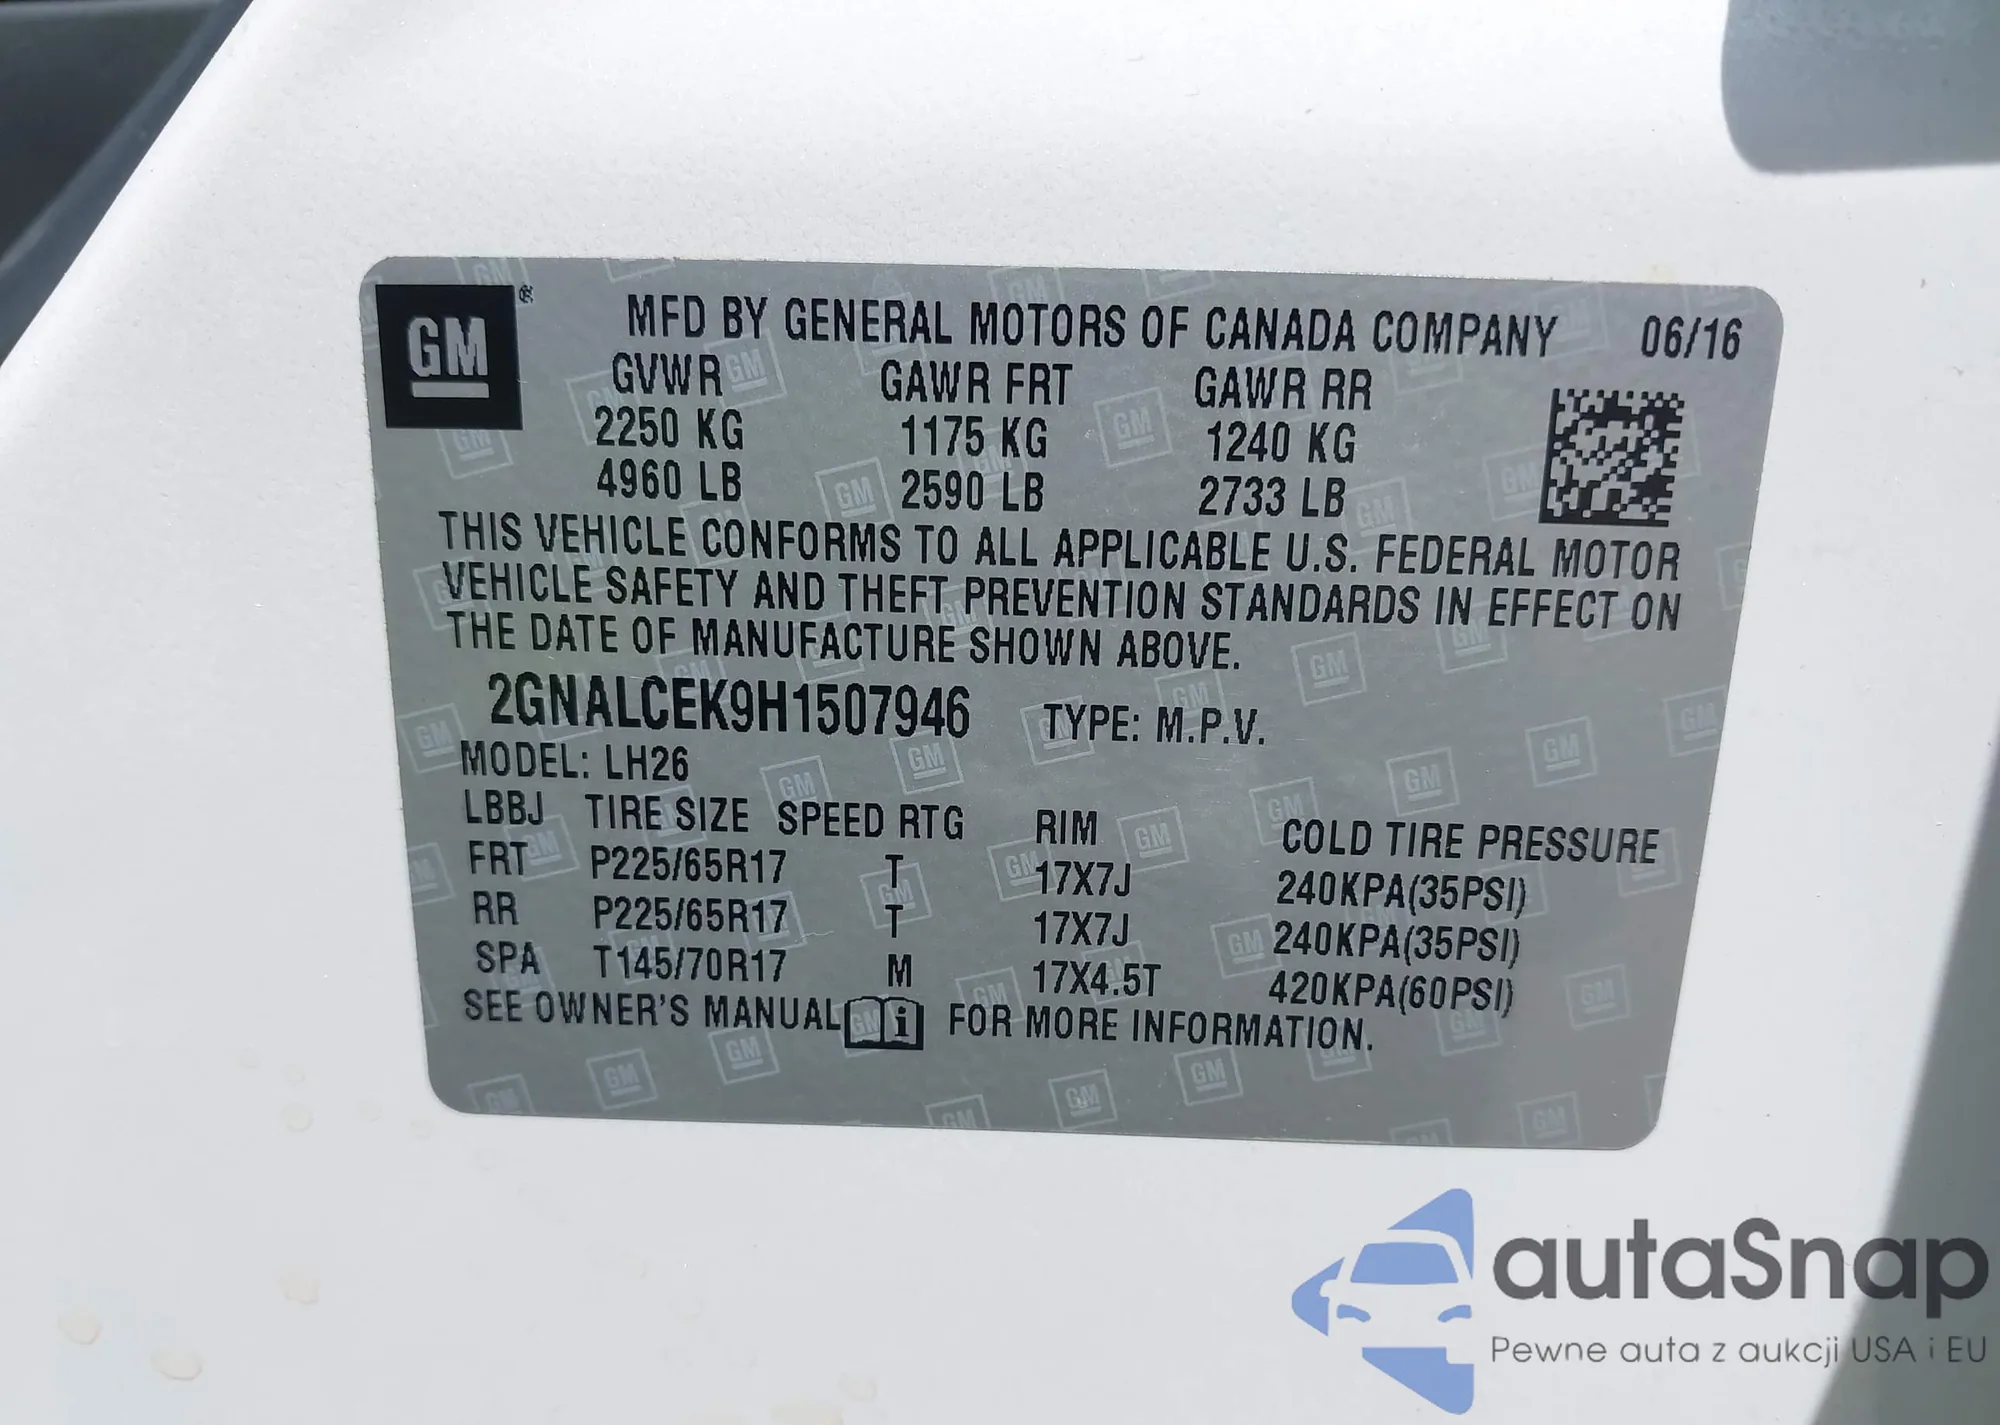 GM
MFD BY GENERAL MOTORS OF CANADA COMPANY 06/16
GVWR GAWR FRT GAWR RR
2250 KG 1175 KG 1240 KG
4960 LB 2590 LB 2733 LB
THIS VEHICLE CONFORMS TO ALL APPLICABLE U.S. FEDERAL MOTOR
VEHICLE SAFETY AND THEFT PREVENTION STANDARDS IN EFFECT ON
THE DATE OF MANUFACTURE SHOWN ABOVE.
2GNALCEK9H1507946 TYPE: M.P.V.
MODEL: LH26
LBBJ TIRE SIZE SPEED RTG RIM COLD TIRE PRESSURE
FRT P225/65R17 T 17X7J 240KPA(35PSI)
RR P225/65R17 T 17X7J 240KPA(35PSI)
SPA T145/70R17 M 17X4.5T 420KPA(60PSI)
SEE OWNER'S MANUAL i FOR MORE INFORMATION.
autaSnap
Pewne auta z aukcji USA i EU